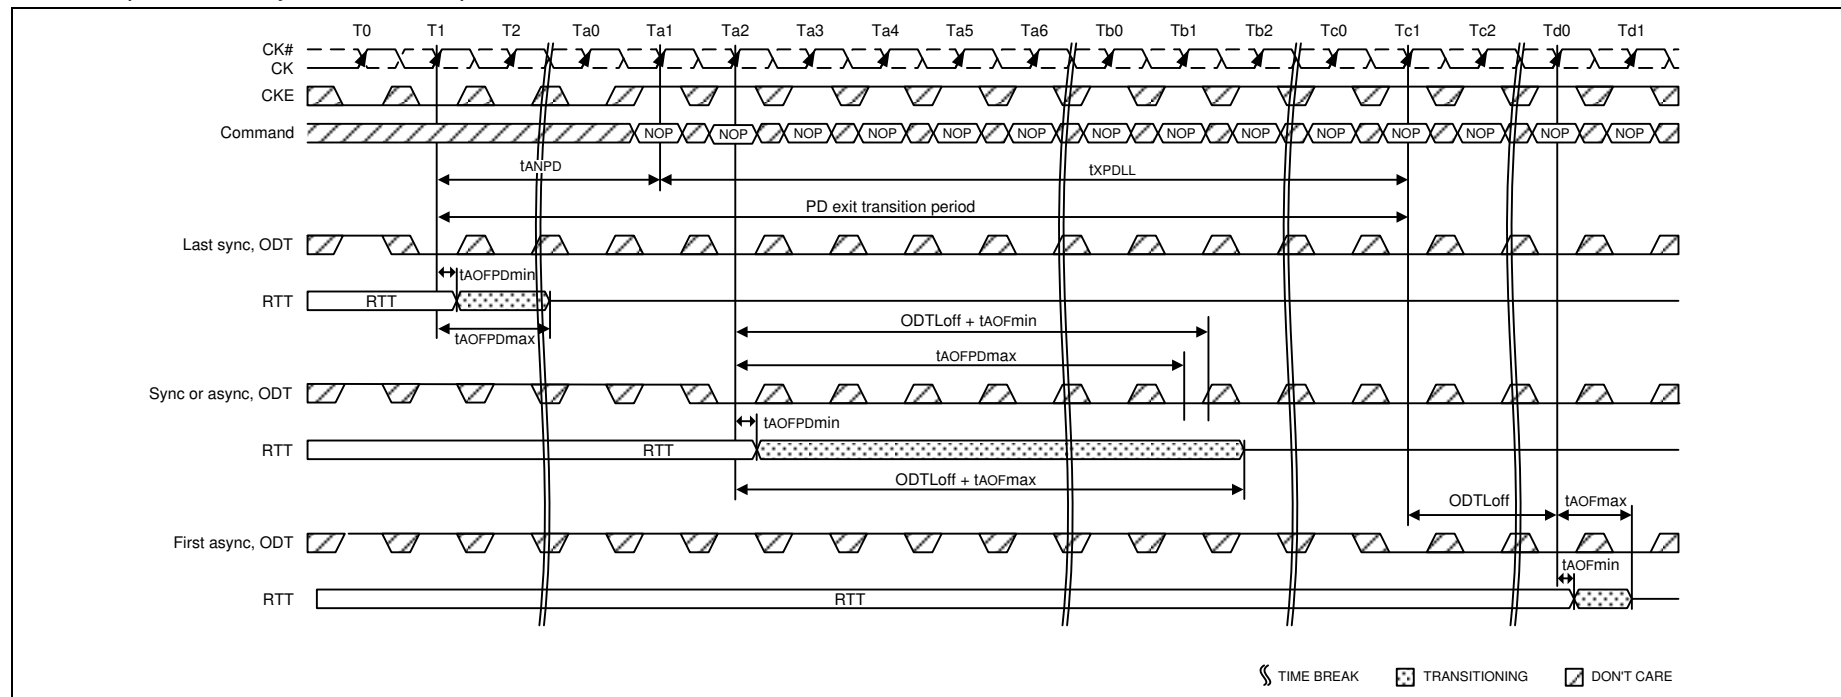 T0 T1 T2 Ta0 Ta1 Ta2 Ta3 Ta4 Ta5 Ta6 Tb0 Tb1 Tb2 Tc0 Tc1 Tc2 Td0 Td1
CK#
CK
CKE
Command NOP NOP NOP NOP NOP NOP NOP NOP NOP NOP NOP NOP NOP NOP
tANPD tXPDLL
PD exit transition period
Last sync, ODT
tAOFPDmin
RTT RTT
tAOFPDmax
ODTLoff + tAOFmin
tAOFPDmax
Sync or async, ODT
tAOFPDmin
RTT RTT
ODTLoff + tAOFmax
ODTLoff tAOFmax
First async, ODT
tAOFmin
RTT RTT
TIME BREAK TRANSITIONING DON'T CARE